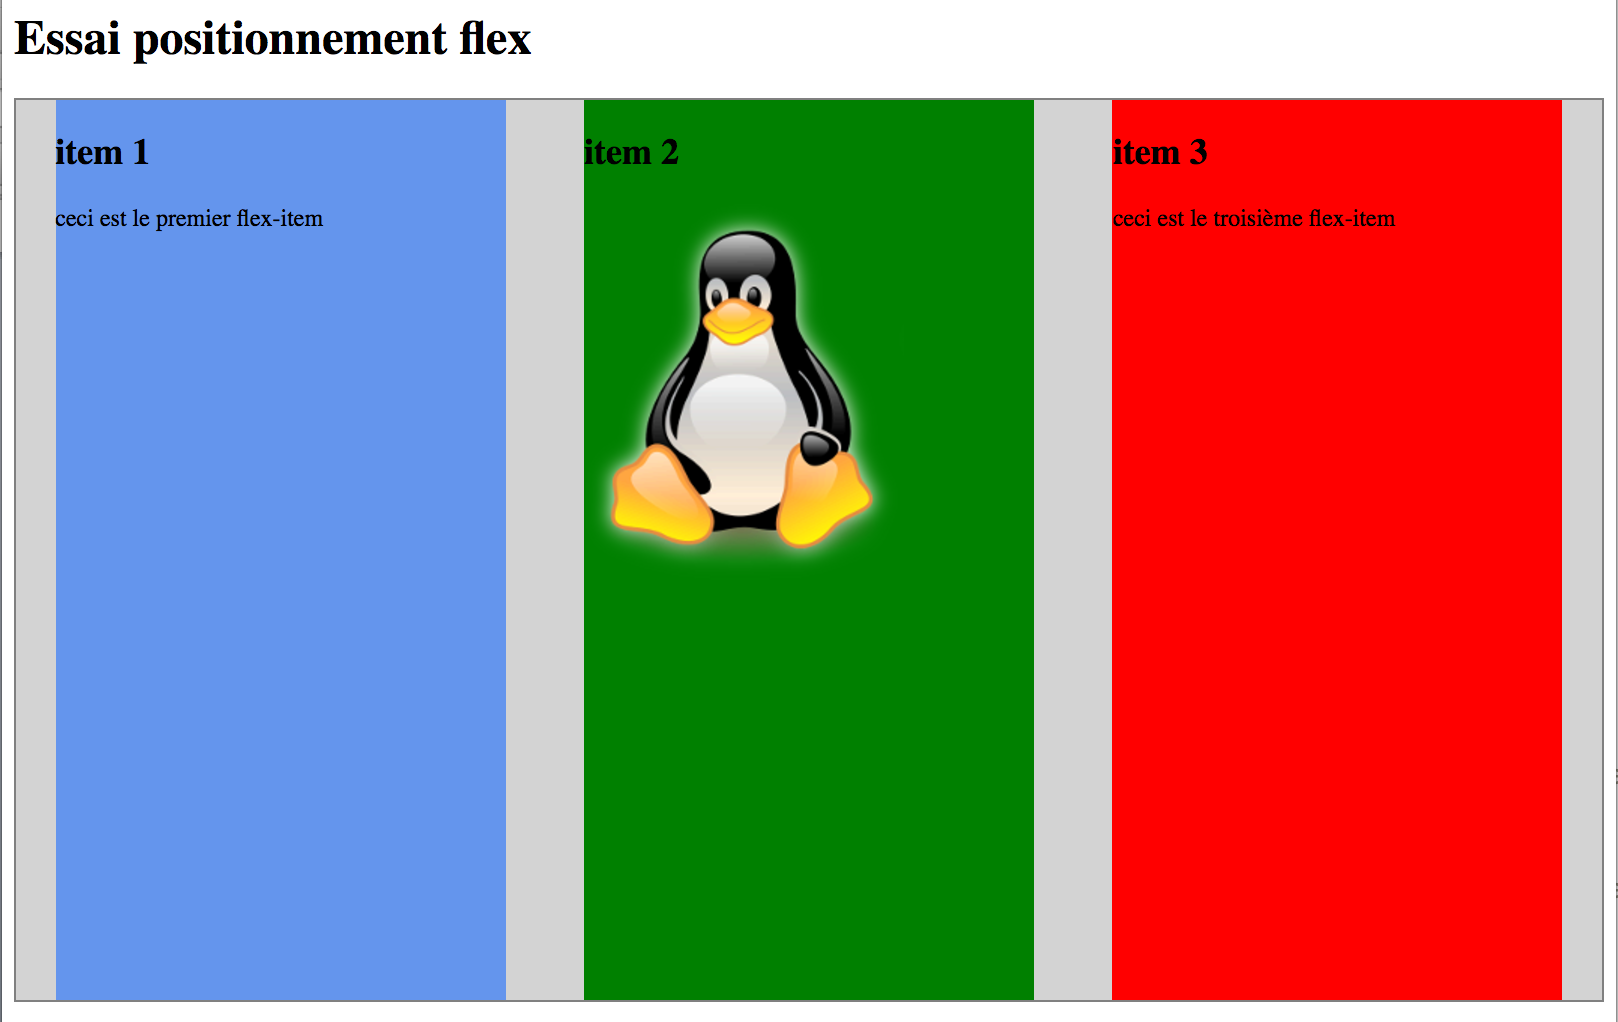 Essai positionnement flex
item 1
ceci est le premier flex-item
item 2
item 3
ceci est le troisième flex-item